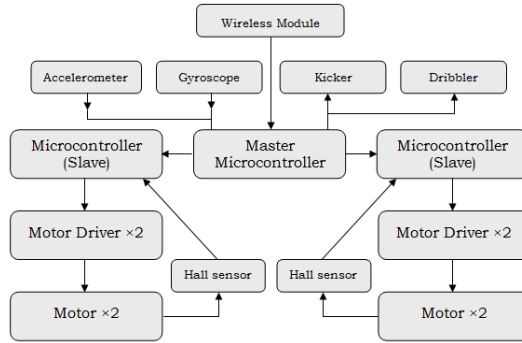 Wireless Module
Accelerometer
Gyroscope
Kicker
Dribbler
Microcontroller
(Slave)
Master
Microcontroller
Microcontroller
(Slave)
Motor Driver ×2
Motor Driver ×2
Hall sensor
Hall sensor
Motor ×2
Motor ×2